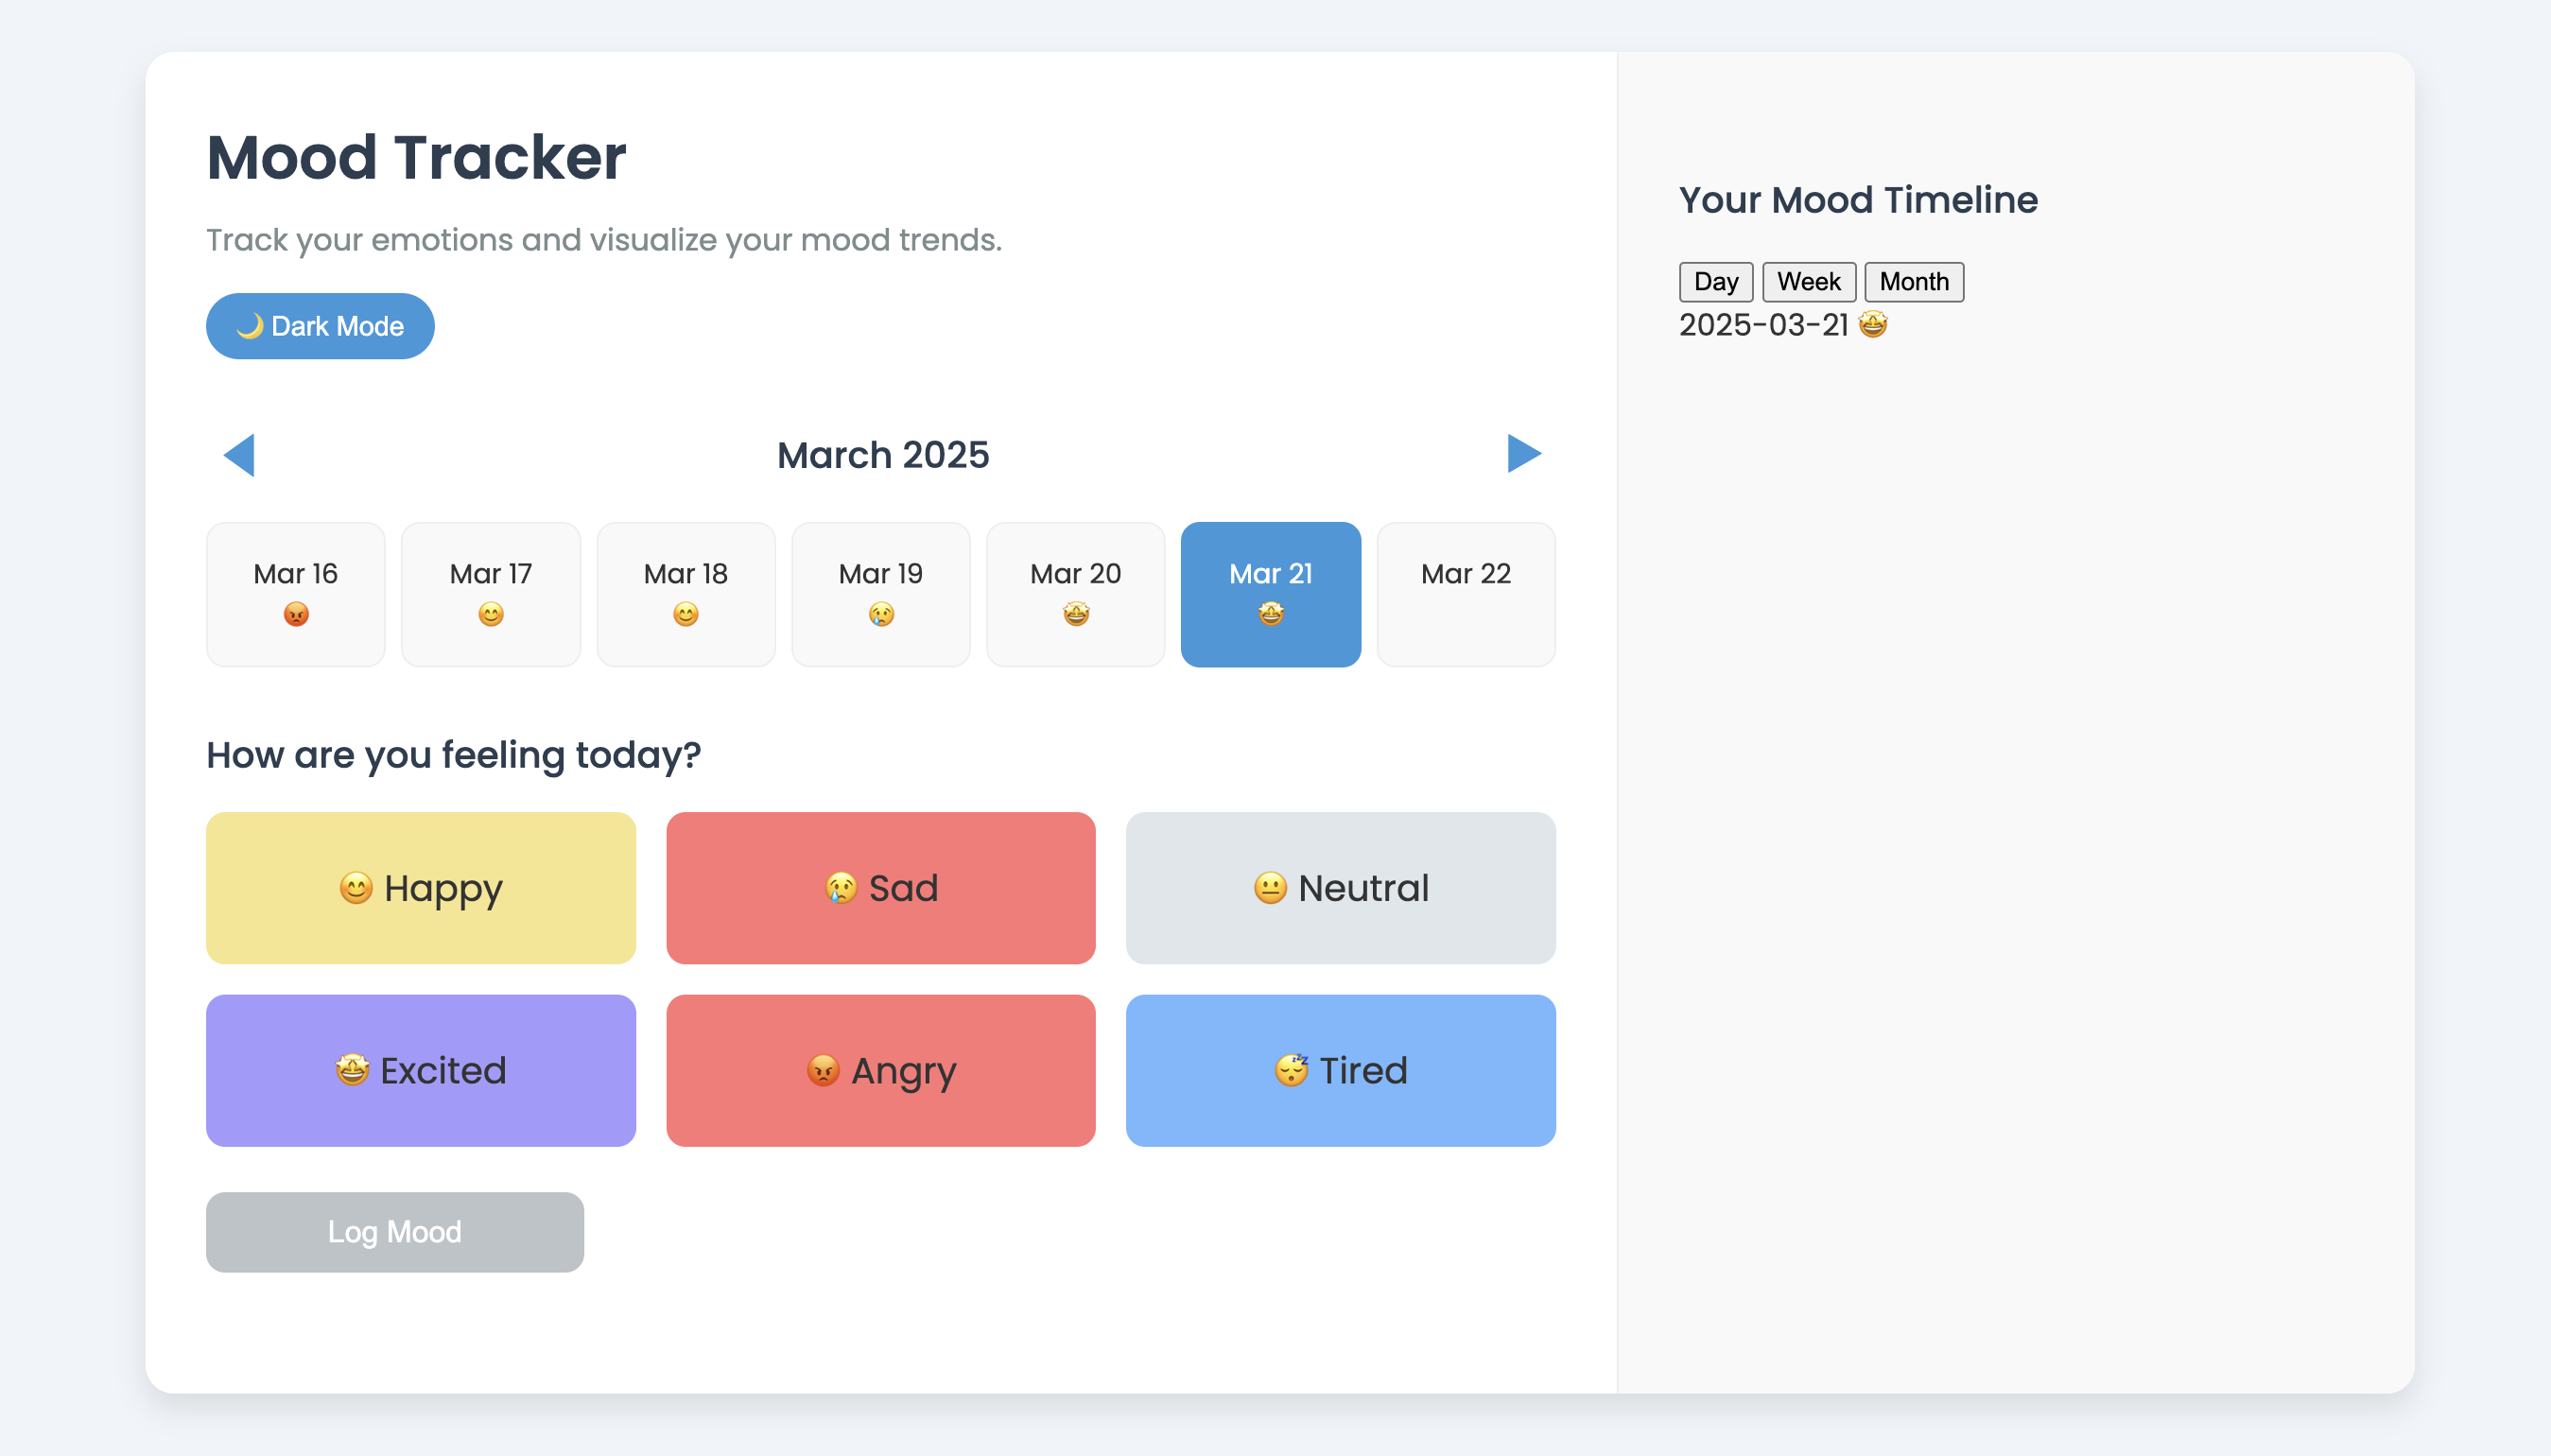 Mood Tracker
Track your emotions and visualize your mood trends.
🌙 Dark Mode
March 2025
Mar 16 😡
Mar 17 😊
Mar 18 😊
Mar 19 😢
Mar 20 🤩
Mar 21 🤩
Mar 22
How are you feeling today?
😊 Happy
😢 Sad
😐 Neutral
🤩 Excited
😡 Angry
😴 Tired
Log Mood
Your Mood Timeline
Day Week Month
2025-03-21 🤩